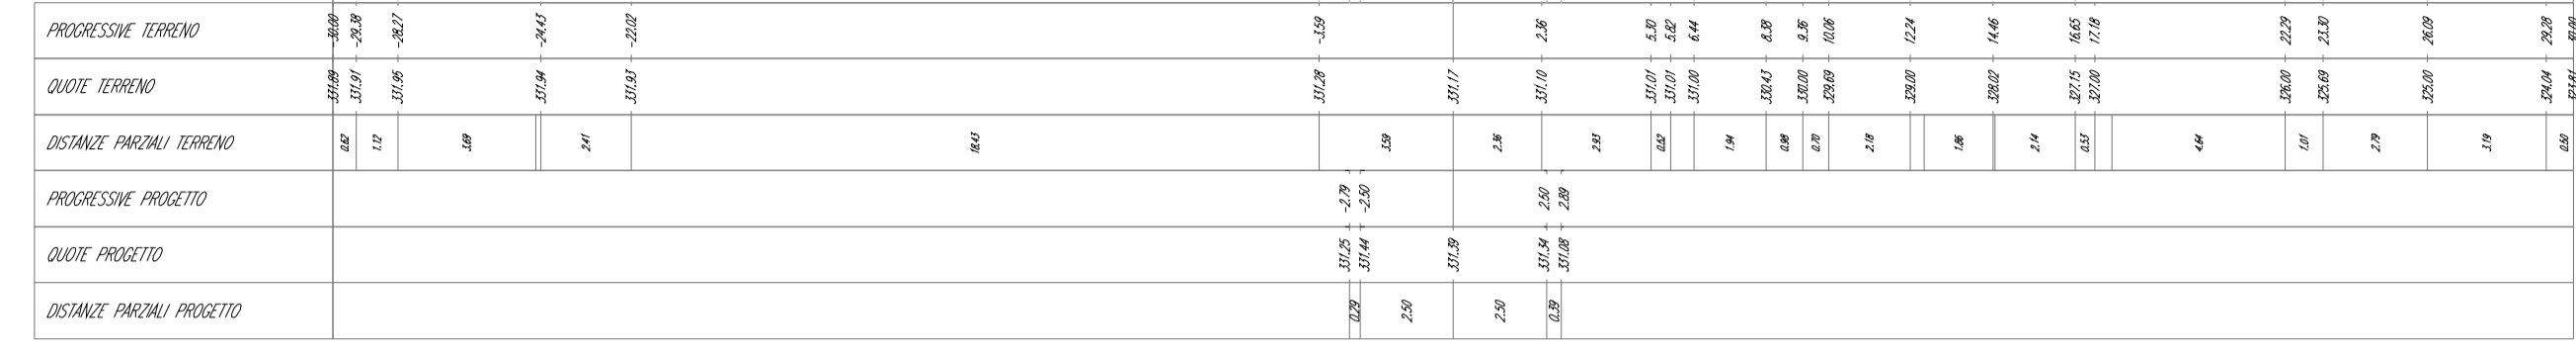 PROGRESSIVE TERRENO -30.00 -29.38 -28.27 -24.43 -22.02 -3.59 2.36 5.30 5.82 6.44 8.38 9.36 10.06 12.24 14.46 16.65 17.18 22.29 23.30 26.09 29.28
QUOTE TERRENO 331.89 331.91 331.95 331.94 331.93 331.28 331.17 331.10 331.01 331.01 331.00 330.43 330.00 329.69 329.00 328.02 327.15 327.00 326.00 325.69 325.00 324.04
DISTANZE PARZIALI TERRENO 0.62 1.12 3.69 2.41 18.43 3.59 2.36 2.93 0.62 1.94 0.98 0.70 2.18 1.86 2.14 0.53 4.64 1.01 2.79 3.19
PROGRESSIVE PROGETTO -2.79 -2.50 2.50 2.89
QUOTE PROGETTO 331.25 331.44 331.39 331.34 331.08
DISTANZE PARZIALI PROGETTO 0.29 2.50 2.50 0.39